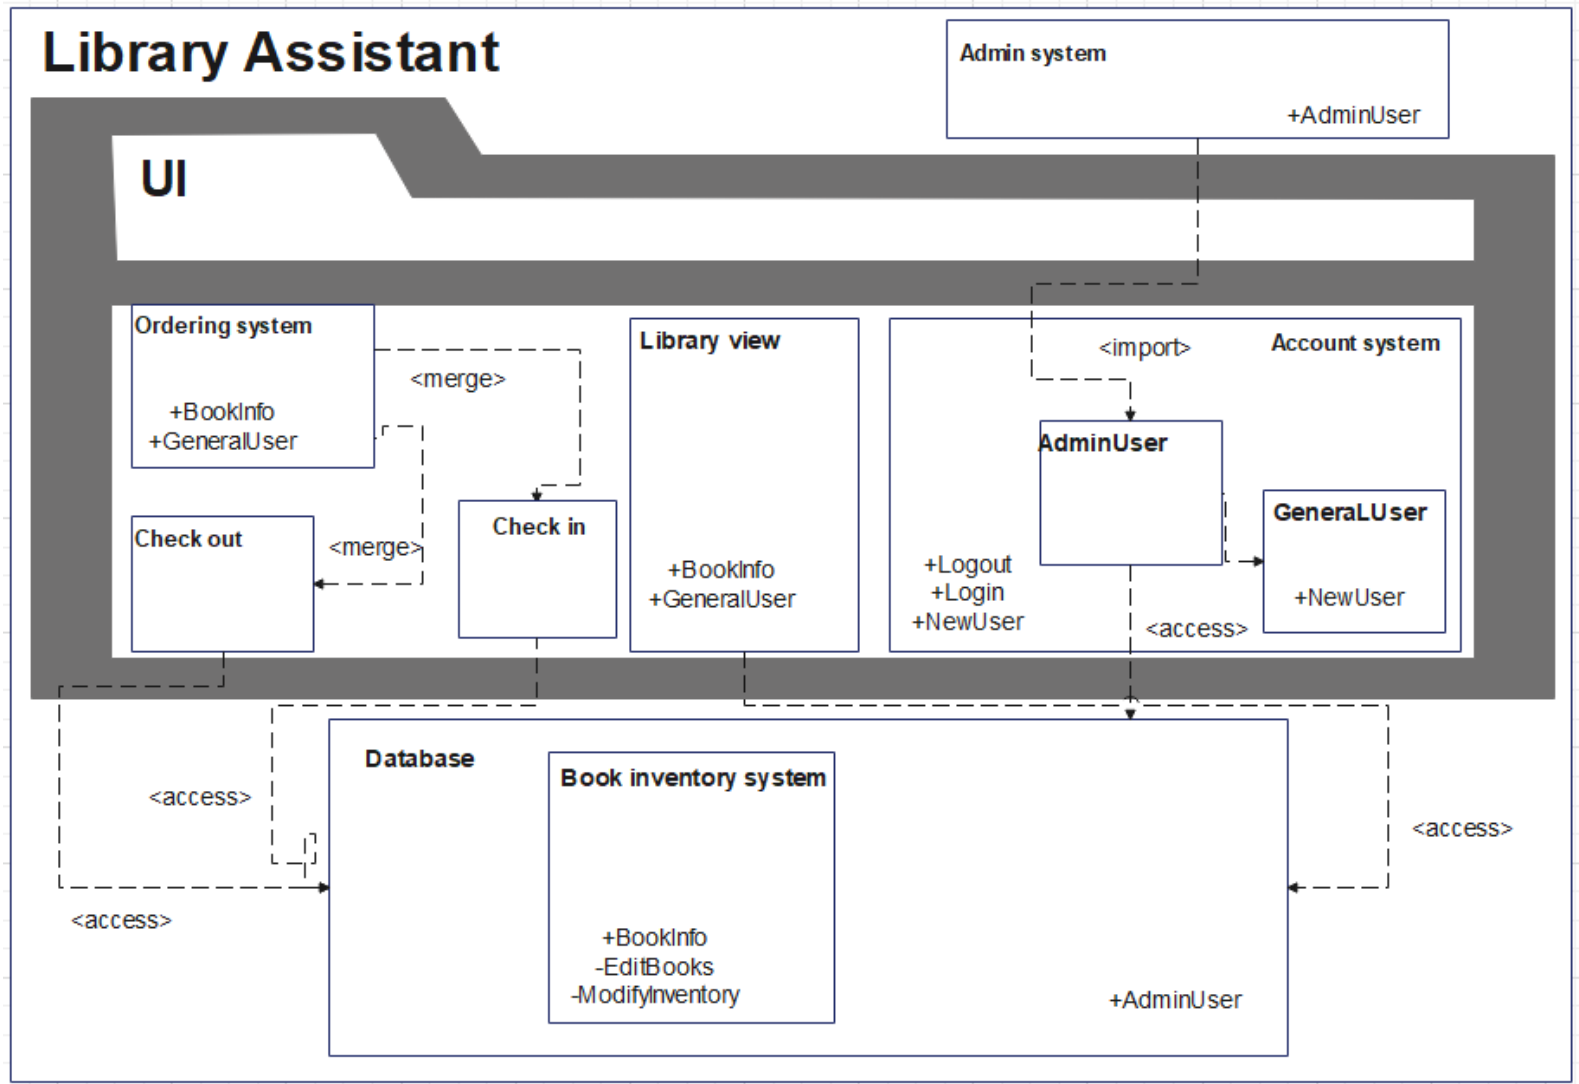 Library Assistant
Admin system
+AdminUser
UI
Ordering system
+BookInfo
+GeneralUser
<merge>
Check out
<merge>
Check in
Library view
+BookInfo
+GeneralUser
<import>
Account system
AdminUser
GeneraLUser
+NewUser
+Logout
+Login
+NewUser
<access>
Database
Book inventory system
+BookInfo
-EditBooks
-ModifyInventory
+AdminUser
<access>
<access>
<access>